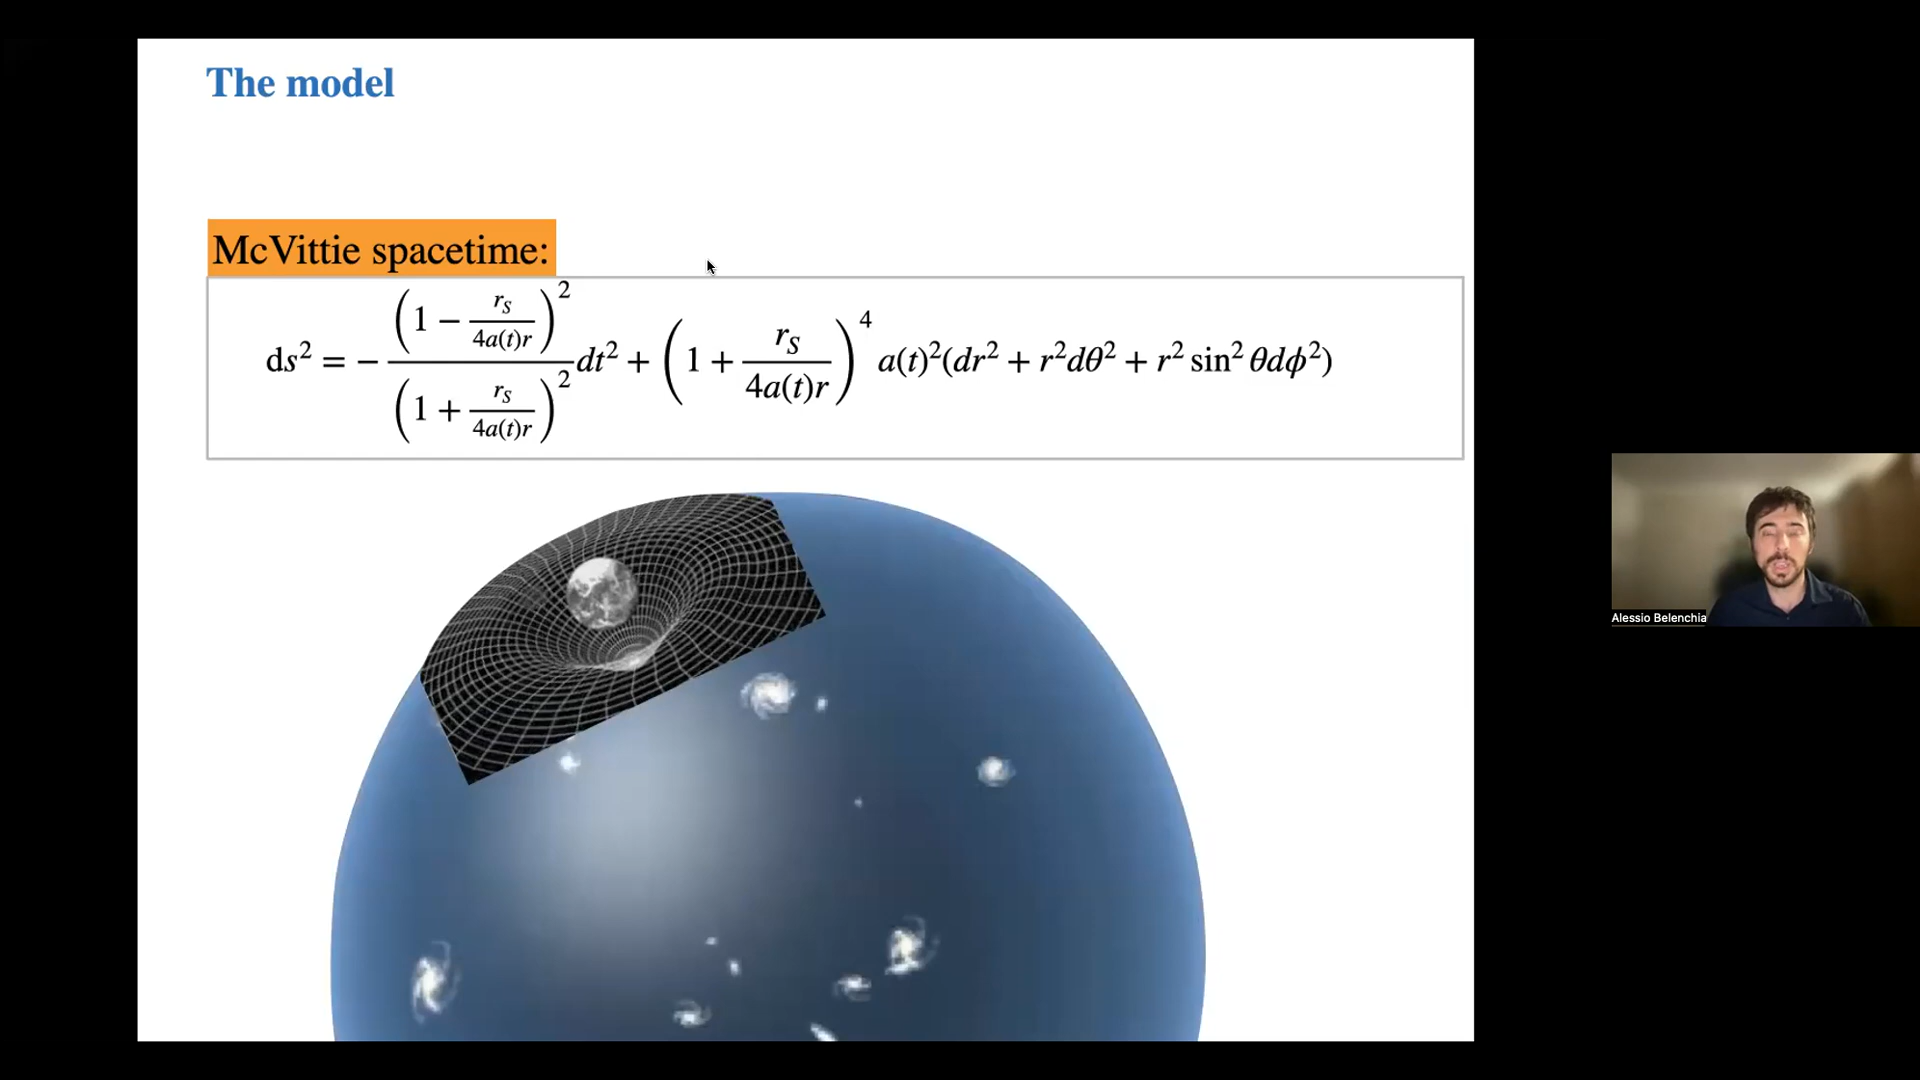 The model
McVittie spacetime:
ds² = − (1 − r_S/4a(t)r)² / (1 + r_S/4a(t)r)² dt² + (1 + r_S/4a(t)r)⁴ a(t)²(dr² + r²dθ² + r² sin² θdϕ²)
Alessio Belenchia